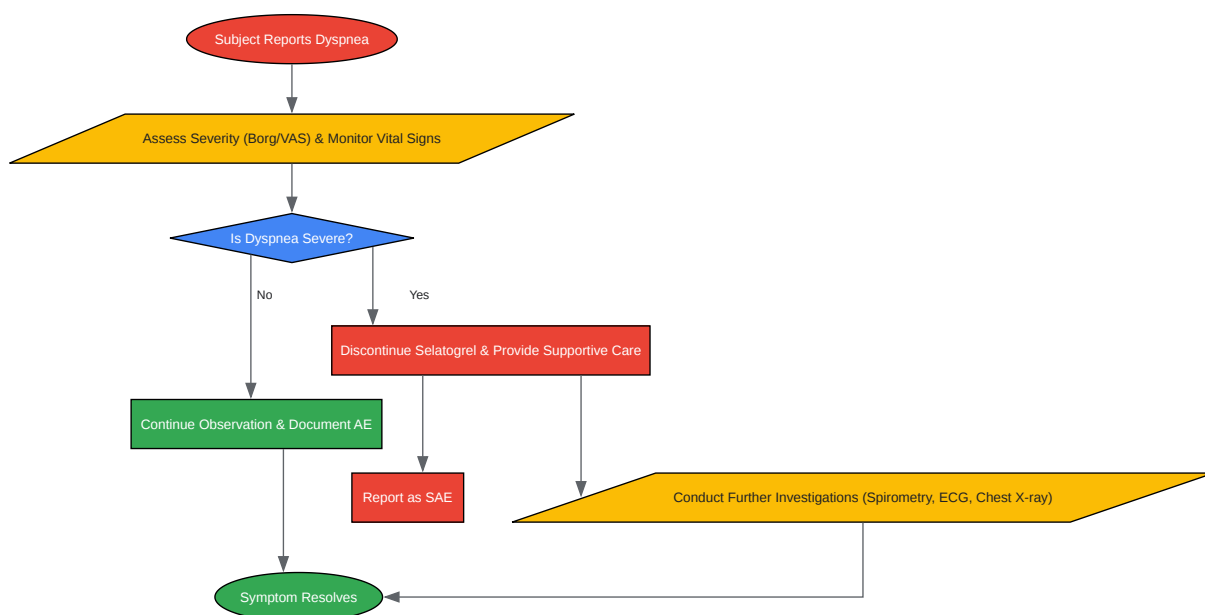 Subject Reports Dyspnea
Assess Severity (Borg/VAS) & Monitor Vital Signs
Is Dyspnea Severe?
No
Yes
Discontinue Selatogrel & Provide Supportive Care
Continue Observation & Document AE
Report as SAE
Conduct Further Investigations (Spirometry, ECG, Chest X-ray)
Symptom Resolves